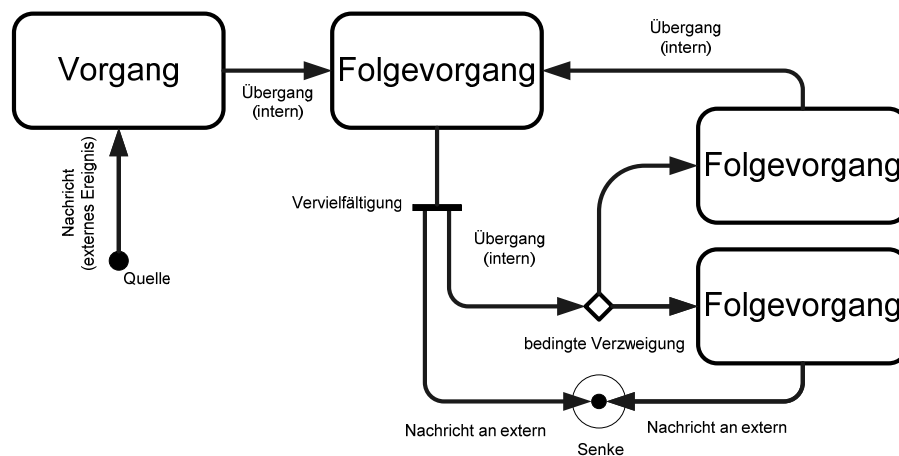 Vorgang
Übergang
(intern)
Folgevorgang
Übergang
(intern)
Folgevorgang
Nachricht
(externes Ereignis)
Quelle
Vervielfältigung
Übergang
(intern)
Folgevorgang
bedingte Verzweigung
Nachricht an extern
Nachricht an extern
Senke